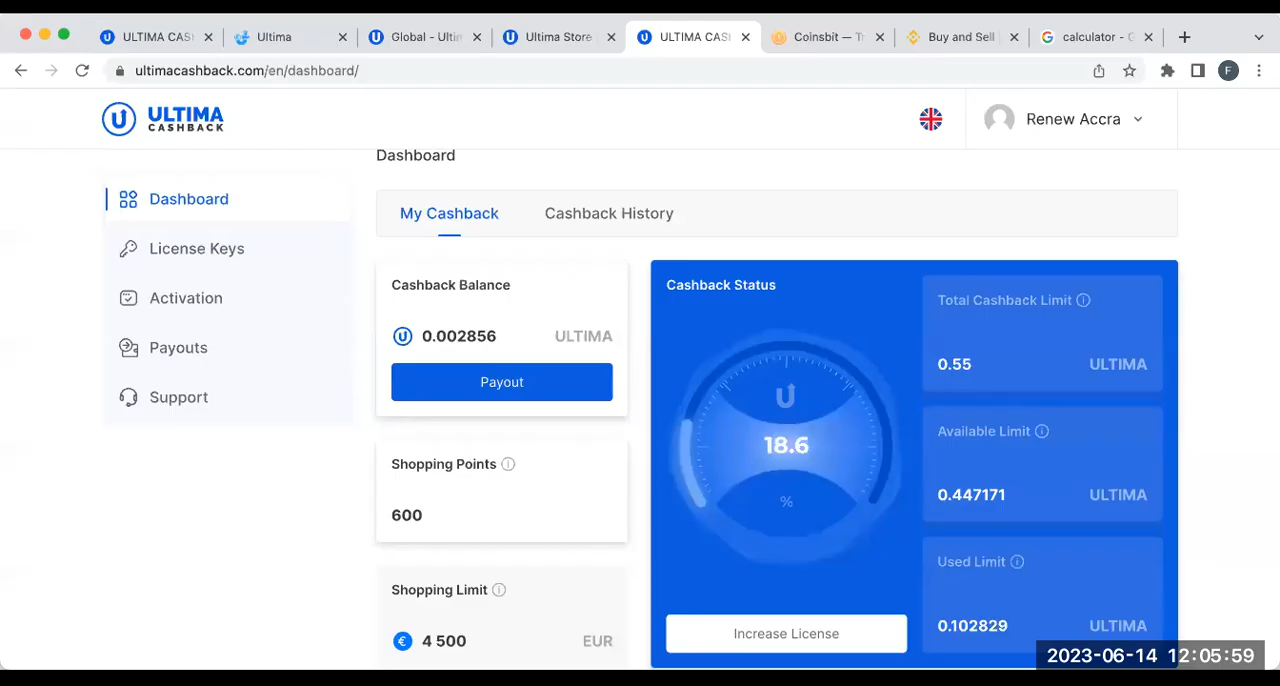 ULTIMA CAS
Ultima
Global - Ultim
Ultima Store
ULTIMA CAS
Coinsbit — T
Buy and Sell
calculator - G
ultimacashback.com/en/dashboard/
F
ULTIMA
CASHBACK
Renew Accra
Dashboard
Dashboard
License Keys
Activation
Payouts
Support
My Cashback
Cashback History
Cashback Balance
0.002856 ULTIMA
Payout
Shopping Points
600
Shopping Limit
€ 4 500 EUR
Cashback Status
18.6
%
Increase License
Total Cashback Limit
0.55 ULTIMA
Available Limit
0.447171 ULTIMA
Used Limit
0.102829 ULTIMA
2023-06-14 12:05:59